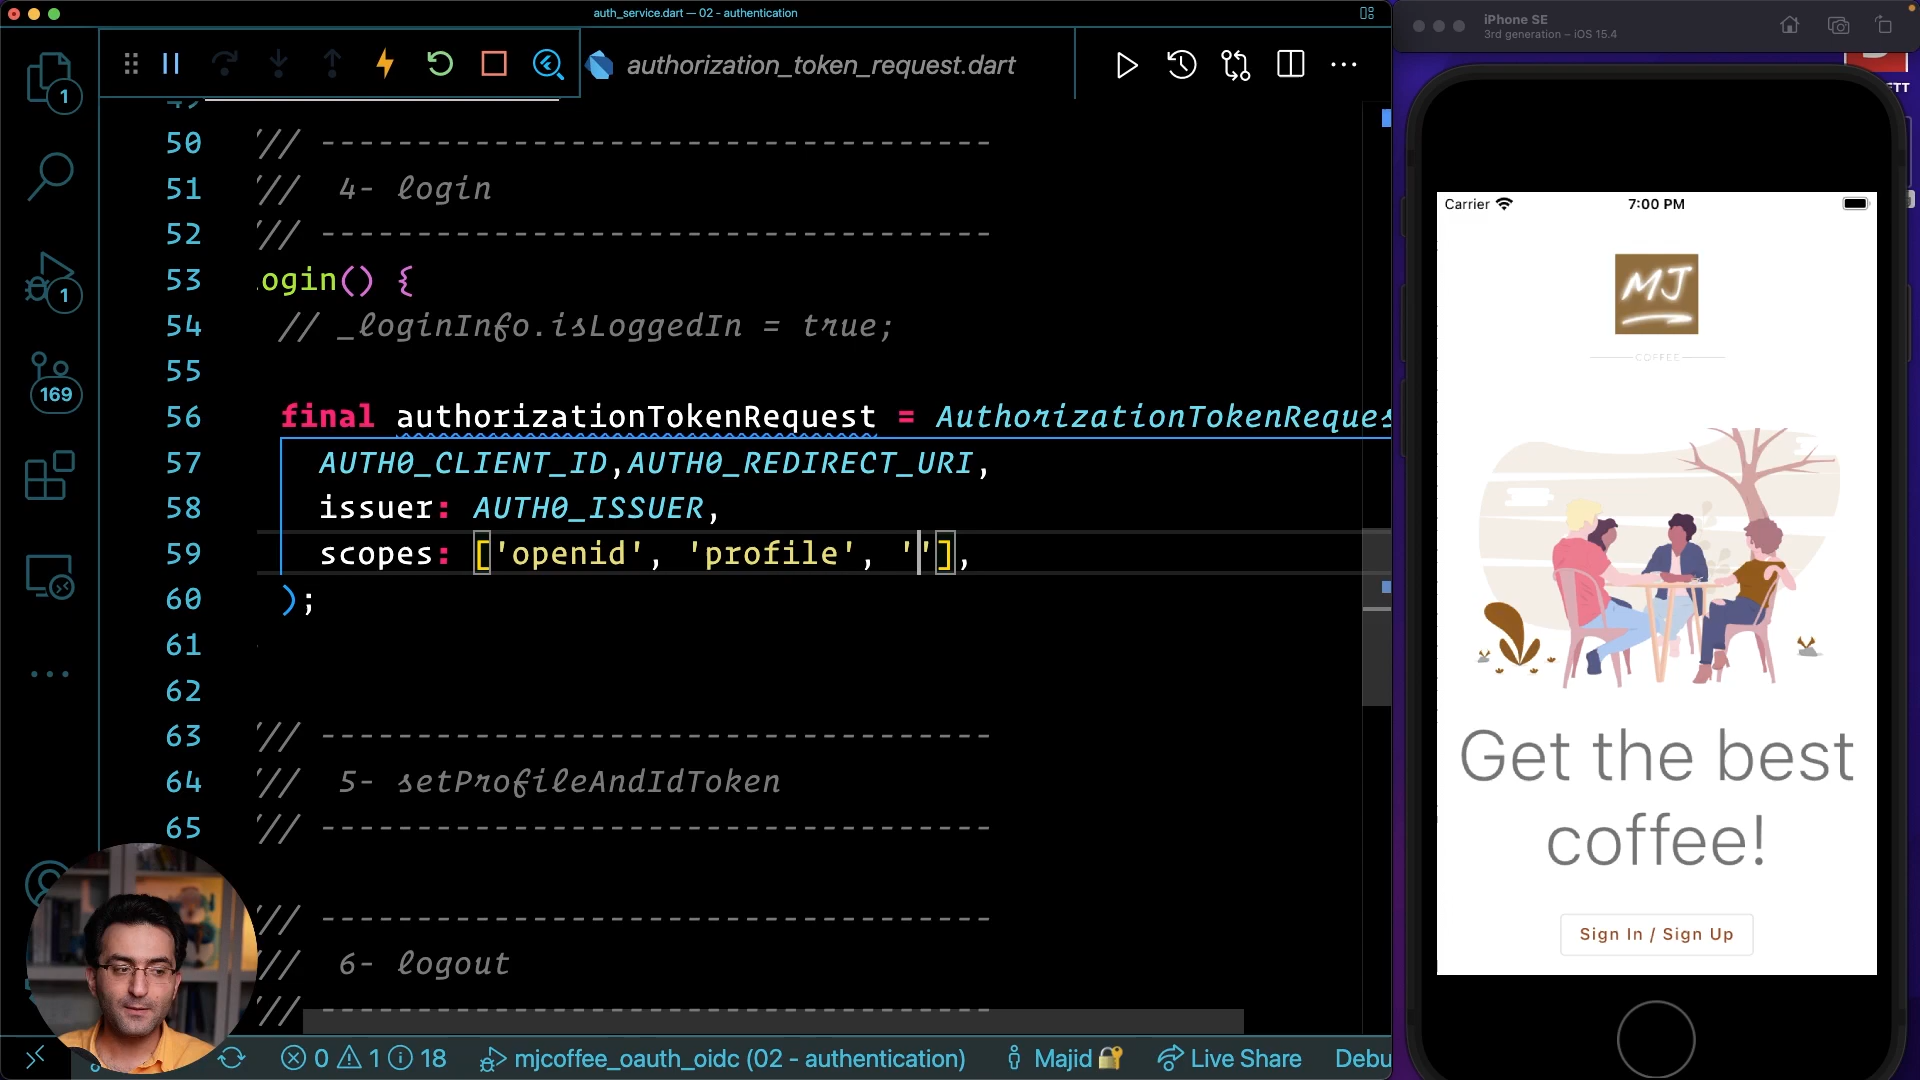 auth_service.dart — 02 - authentication
authorization_token_request.dart
1
1
169
50 /// -----------------------------------
51 /// 4- login
52 /// -----------------------------------
53 ogin() {
54 // _loginInfo.isLoggedIn = true;
55
56 final authorizationTokenRequest = AuthorizationTokenReques
57 AUTH0_CLIENT_ID,AUTH0_REDIRECT_URI,
58 issuer: AUTH0_ISSUER,
59 scopes: ['openid', 'profile', ''],
60 );
61
62
63 /// -----------------------------------
64 /// 5- setProfileAndIdToken
65 /// -----------------------------------
/// -----------------------------------
/// 6- logout
/// -----------------------------------
0 1 18 mjcoffee_oauth_oidc (02 - authentication) Majid Live Share Debu
iPhone SE
3rd generation – iOS 15.4
Carrier 7:00 PM
MJ
COFFEE
Get the best
coffee!
Sign In / Sign Up